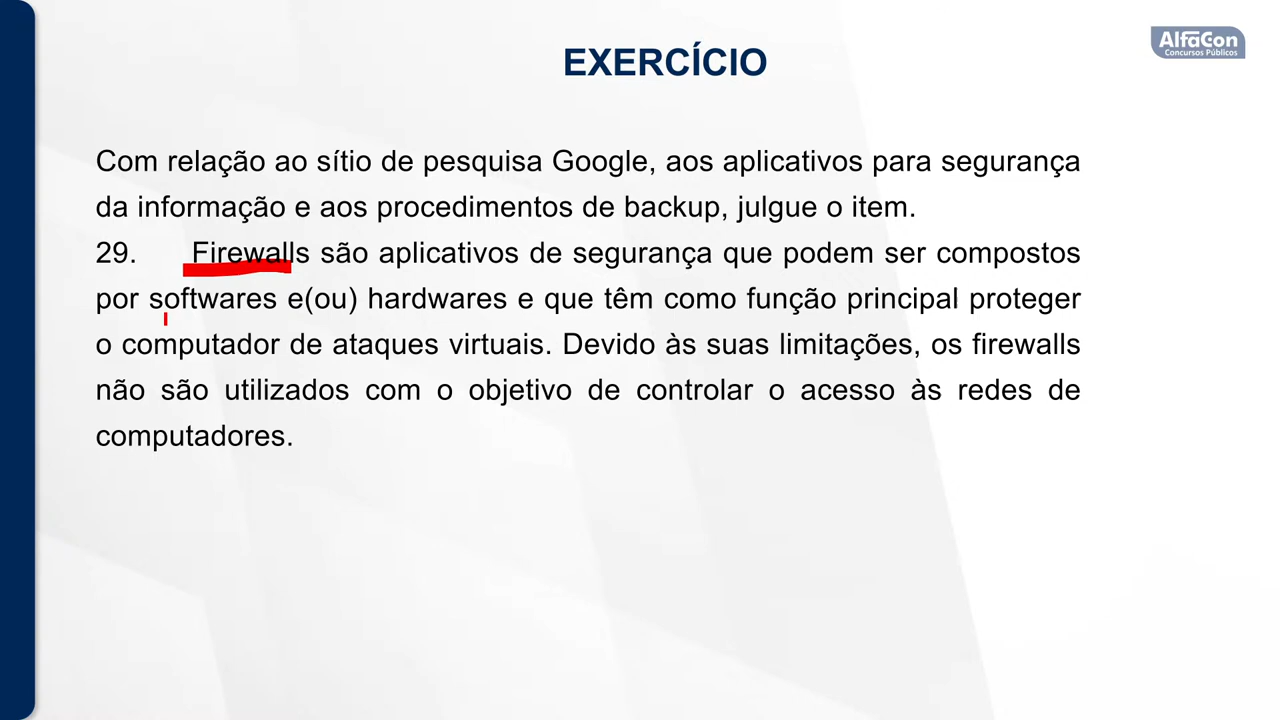 AlfaCon
Concursos Públicos
EXERCÍCIO
Com relação ao sítio de pesquisa Google, aos aplicativos para segurança
da informação e aos procedimentos de backup, julgue o item.
29. Firewalls são aplicativos de segurança que podem ser compostos
por softwares e(ou) hardwares e que têm como função principal proteger
o computador de ataques virtuais. Devido às suas limitações, os firewalls
não são utilizados com o objetivo de controlar o acesso às redes de
computadores.